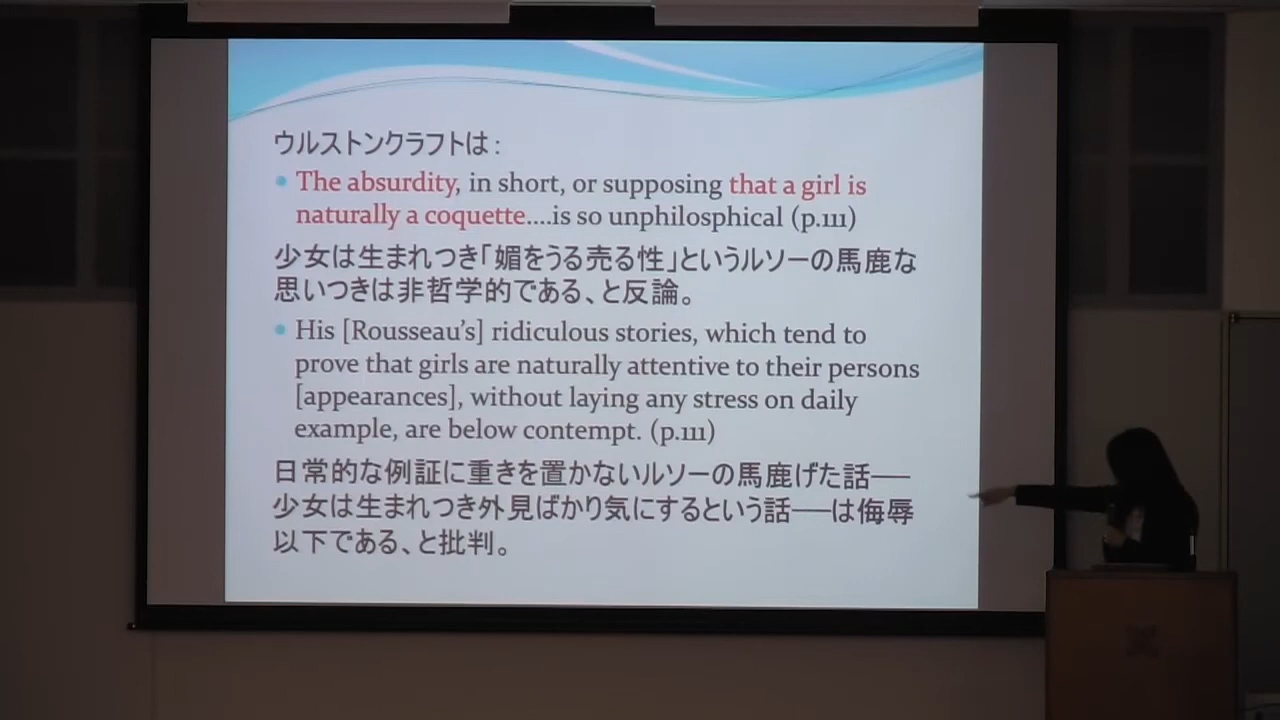 ウルストンクラフトは:
The absurdity, in short, or supposing that a girl is
naturally a coquette....is so unphilosphical (p.111)
少女は生まれつき「媚をうる売る性」というルソーの馬鹿な
思いつきは非哲学的である、と反論。
His [Rousseau's] ridiculous stories, which tend to
prove that girls are naturally attentive to their persons
[appearances], without laying any stress on daily
example, are below contempt. (p.111)
日常的な例証に重きを置かないルソーの馬鹿げた話──
少女は生まれつき外見ばかり気にするという話──は侮辱
以下である、と批判。